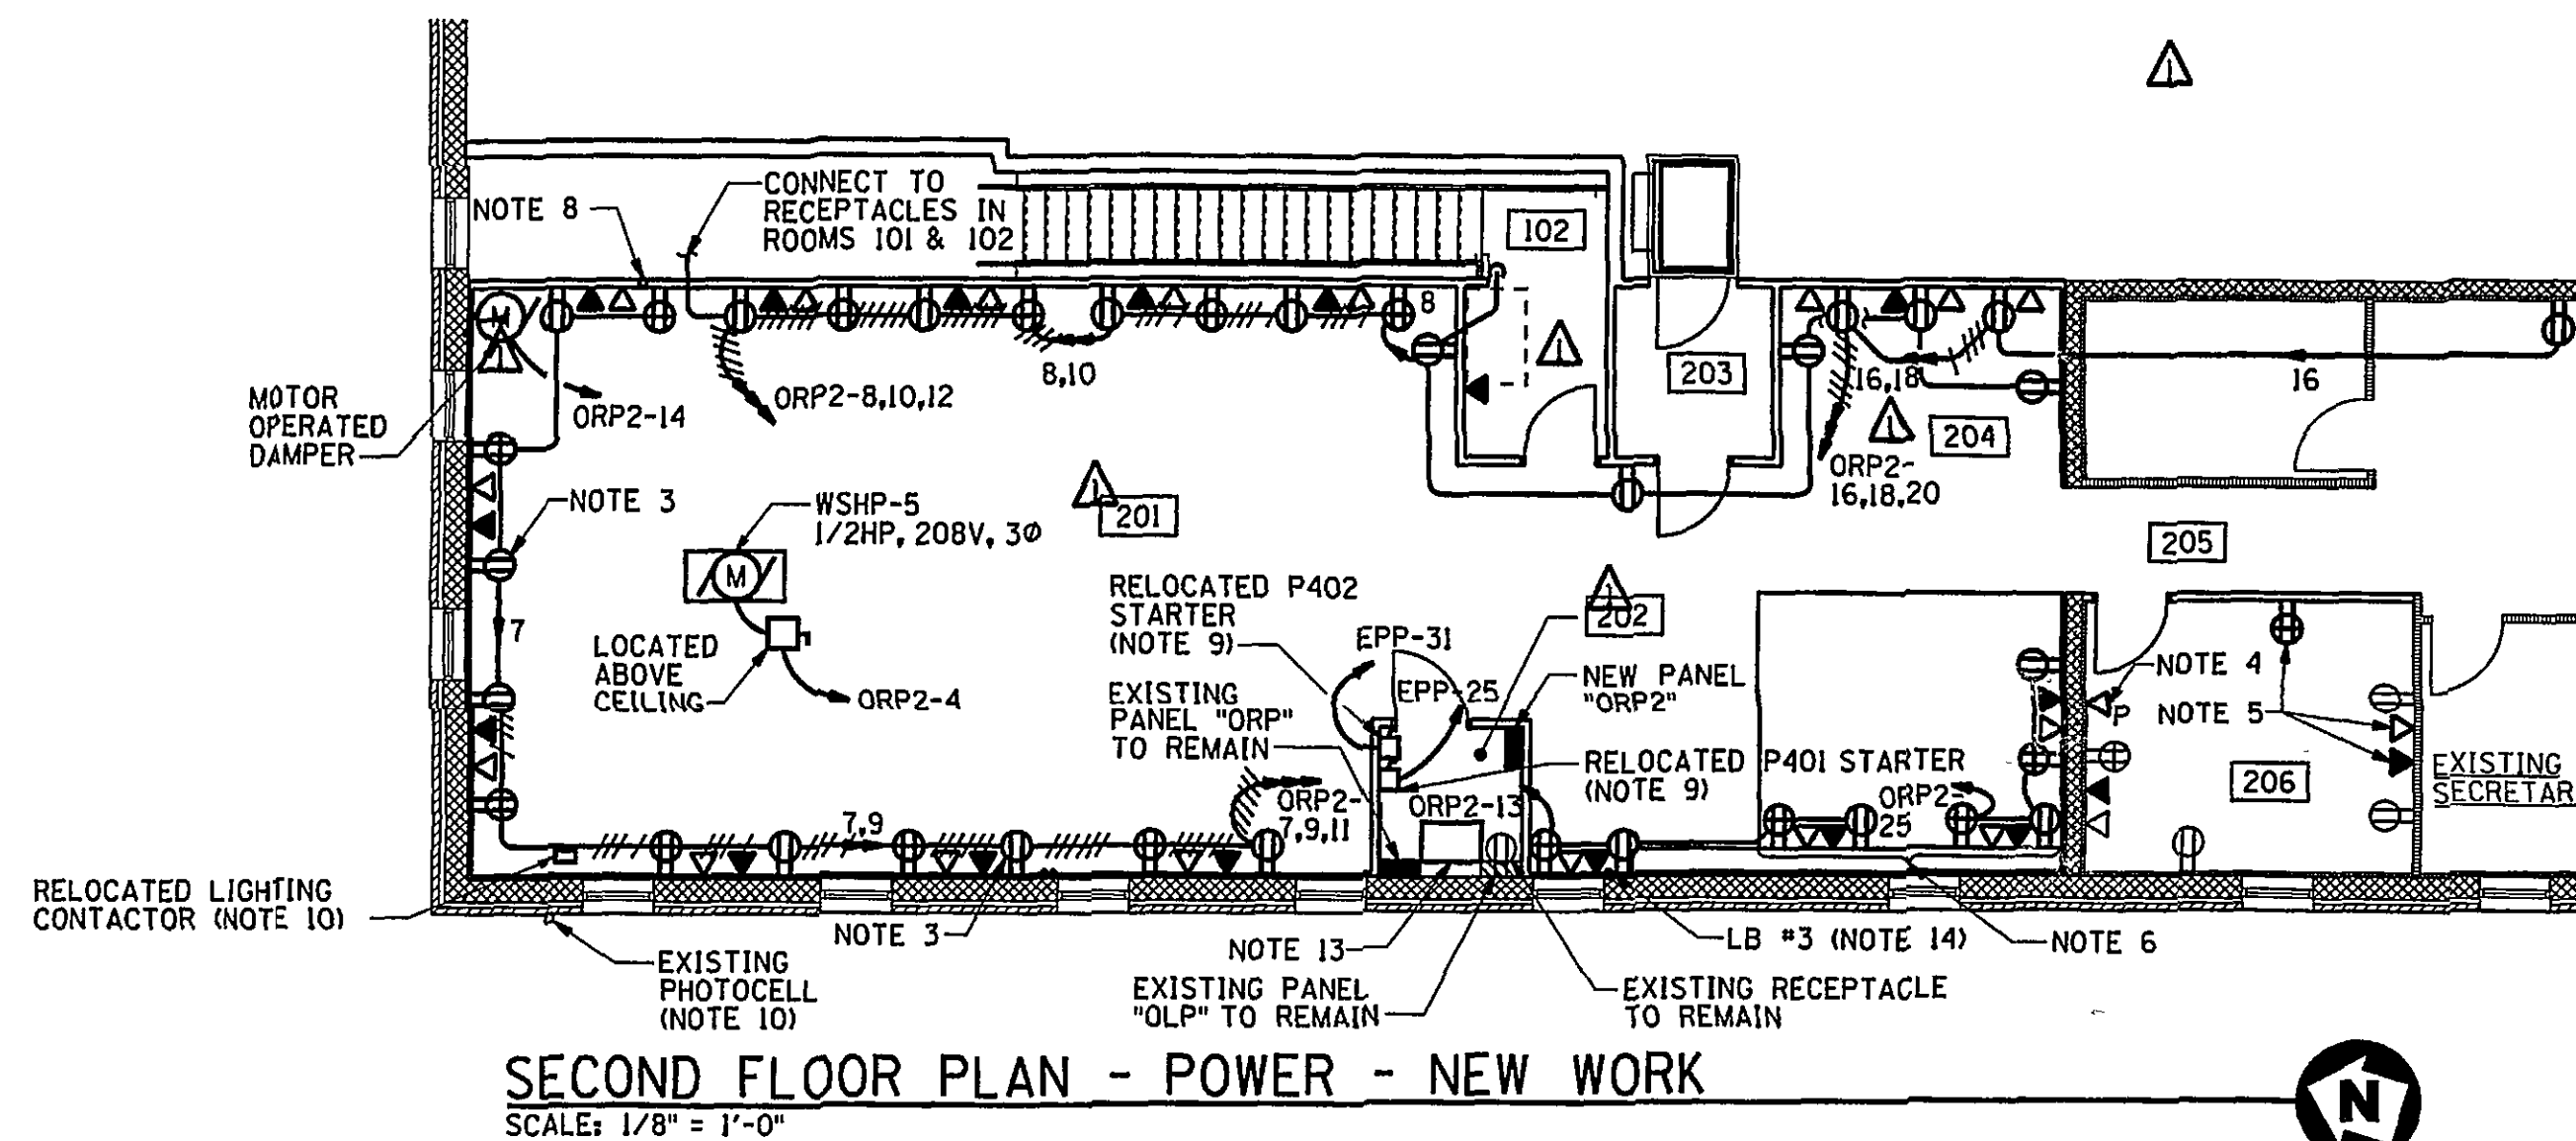 CONNECT TO
RECEPTACLES IN
ROOMS 101 & 102
NOTE 8
102
8
M
MOTOR
OPERATED
DAMPER
ORP2-14
ORP2-8,10,12
8,10
203
16,18
16
204
ORP2-
16,18,20
NOTE 3
WSHP-5
1/2HP, 208V, 3Ø
201
205
M
7
LOCATED
ABOVE
CEILING
ORP2-4
RELOCATED P402
STARTER
(NOTE 9)
EPP-31
202
EXISTING
PANEL "ORP"
TO REMAIN
EPP-25
NEW PANEL
"ORP2"
NOTE 4
P
NOTE 5
RELOCATED P401 STARTER
(NOTE 9)
EXISTING
SECRETAR
206
ORP2-
7,9,11
ORP2-13
ORP2-
25
7,9
RELOCATED LIGHTING
CONTACTOR (NOTE 10)
NOTE 3
NOTE 13
LB #3 (NOTE 14)
NOTE 6
EXISTING
PHOTOCELL
(NOTE 10)
EXISTING PANEL
"OLP" TO REMAIN
EXISTING RECEPTACLE
TO REMAIN
SECOND FLOOR PLAN - POWER - NEW WORK
SCALE: 1/8" = 1'-0"
N
1
1
1
1
1
1